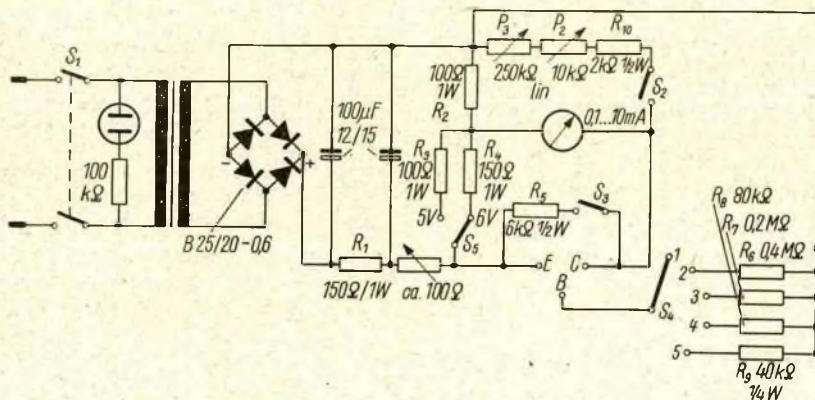 S₁
100
kΩ
B 25/20 – 0,6
–
+
100µF
12/15
R₁
150Ω/1W
ca. 100Ω
100Ω
1W
R₂
R₃
100Ω
1W
5V
R₄
150Ω
1W
6V
S₅
P₃
250kΩ
lin
P₂
10kΩ
R₁₀
2kΩ ½W
S₂
0,1...10mA
R₅
6kΩ ½W
S₃
E
C
B
S₄
1
2
3
4
5
R₈ 80kΩ
R₇ 0,2MΩ
R₆ 0,4MΩ
R₉ 40kΩ
¼W